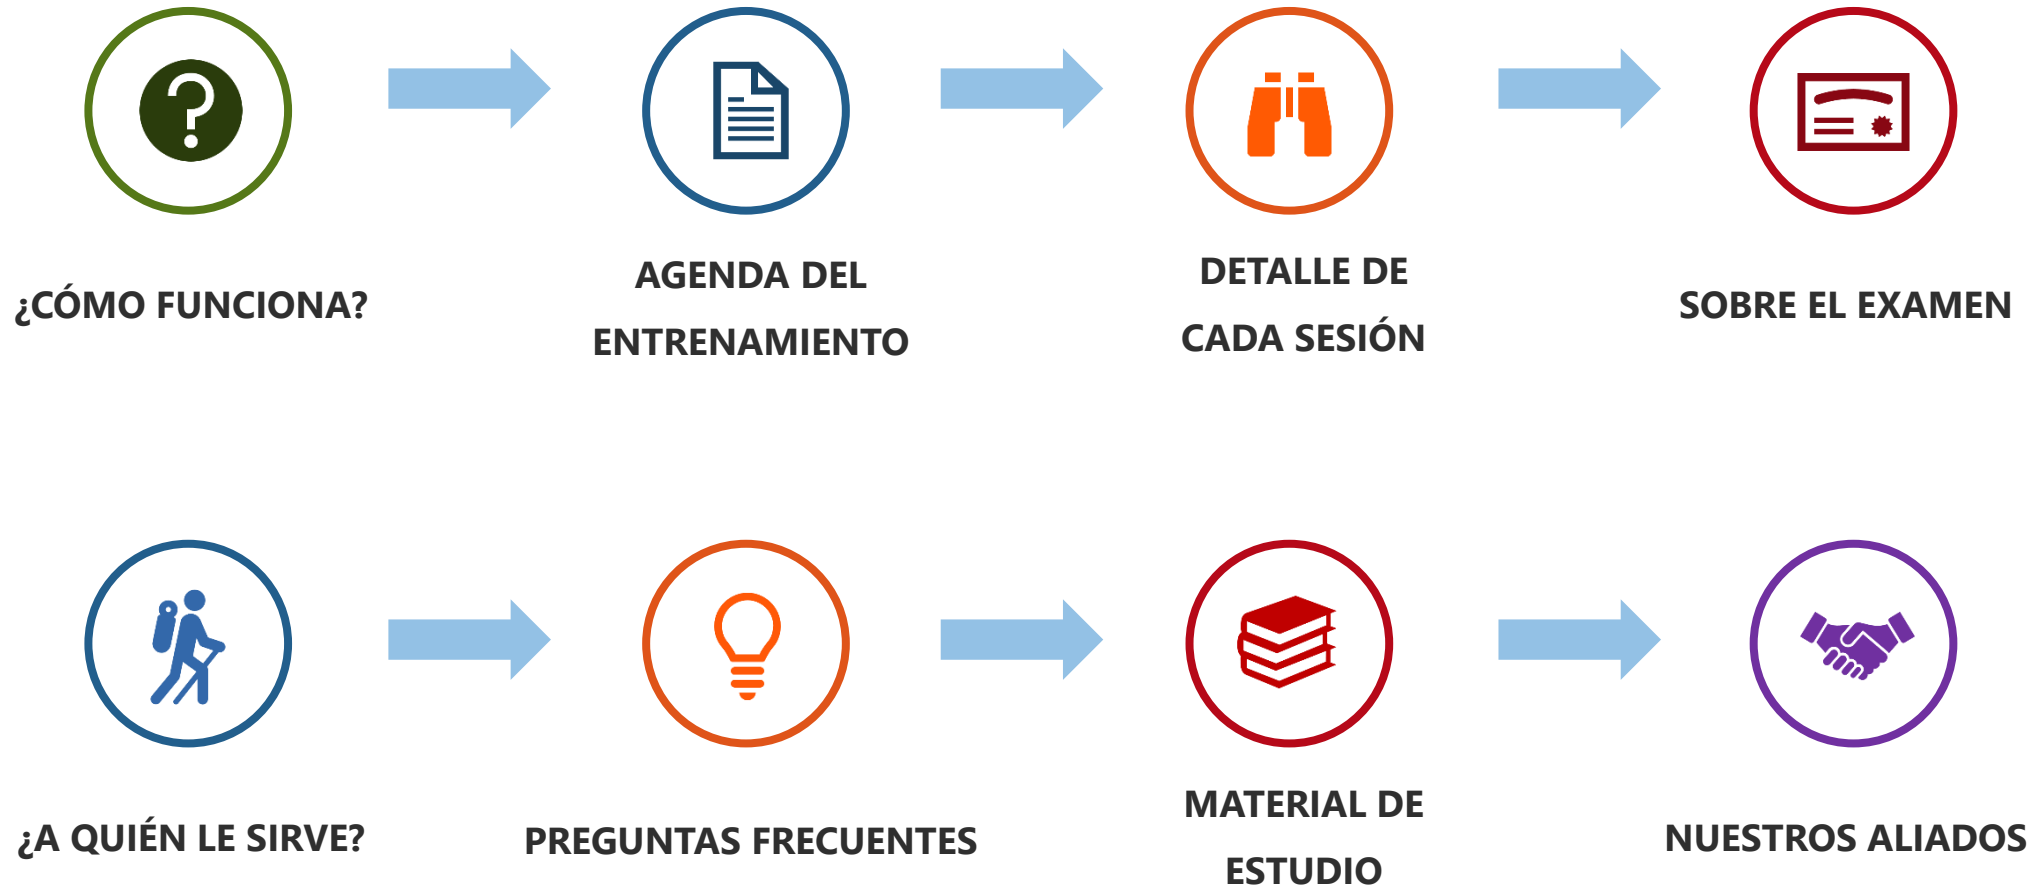 ¿CÓMO FUNCIONA?
AGENDA DEL
ENTRENAMIENTO
DETALLE DE
CADA SESIÓN
SOBRE EL EXAMEN
¿A QUIÉN LE SIRVE?
PREGUNTAS FRECUENTES
MATERIAL DE
ESTUDIO
NUESTROS ALIADOS